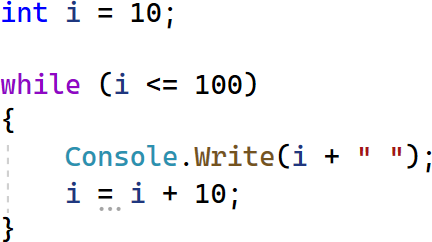 int i = 10;

while (i <= 100)
{
    Console.Write(i + " ");
    i = i + 10;
}